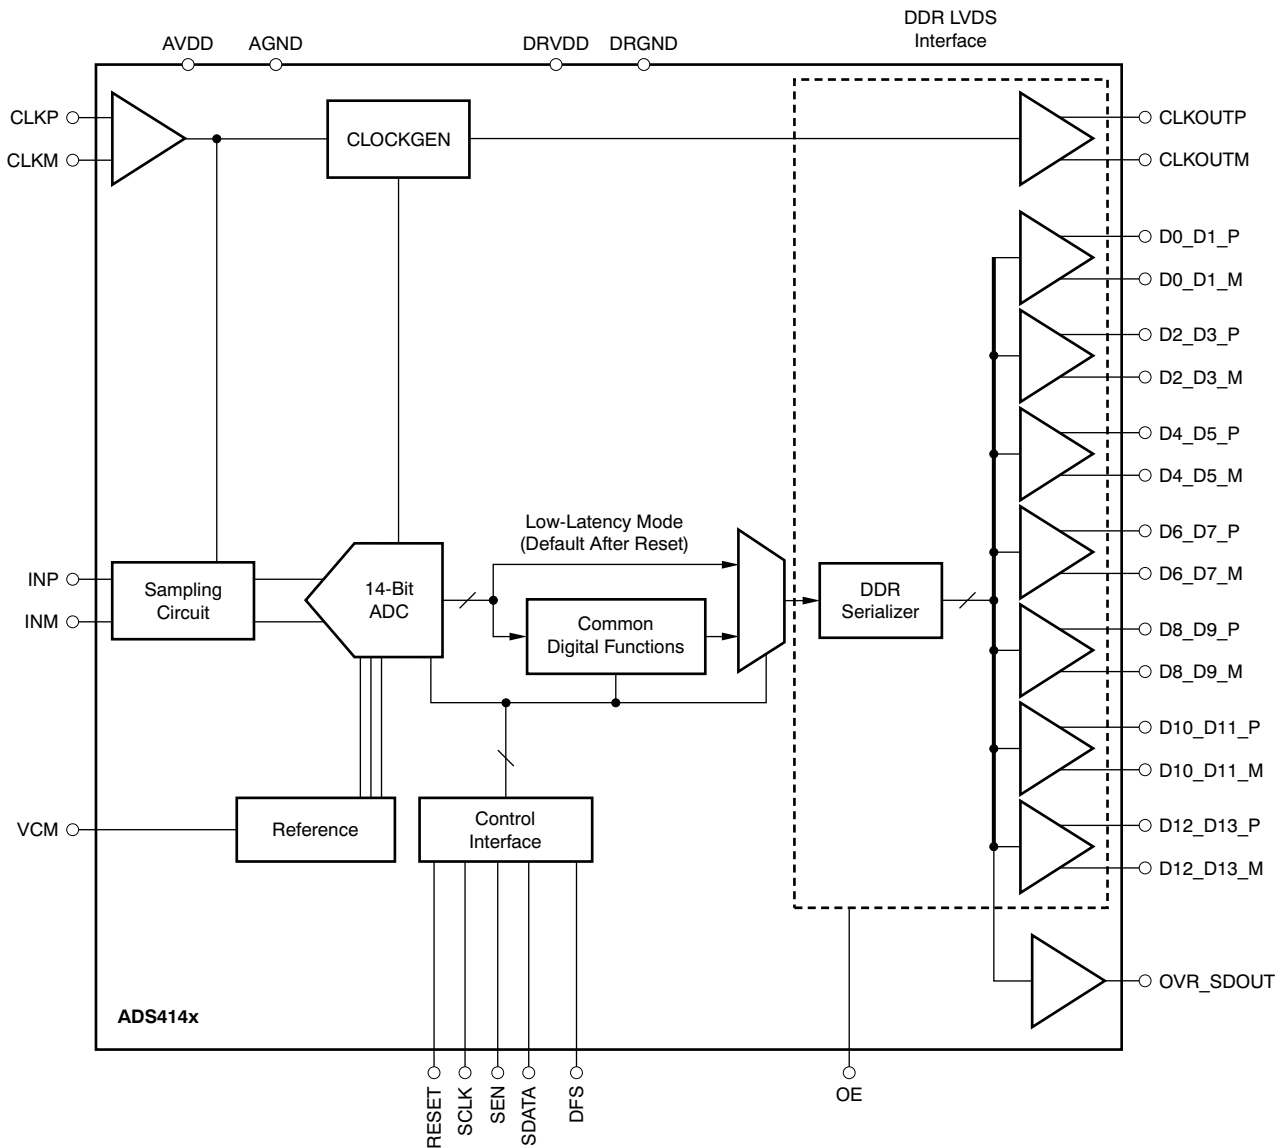 DDR LVDS
Interface
AVDD
AGND
DRVDD
DRGND
CLKP
CLKM
CLOCKGEN
CLKOUTP
CLKOUTM
D0_D1_P
D0_D1_M
D2_D3_P
D2_D3_M
D4_D5_P
D4_D5_M
Low-Latency Mode
(Default After Reset)
D6_D7_P
D6_D7_M
INP
INM
Sampling
Circuit
14-Bit
ADC
Common
Digital Functions
DDR
Serializer
D8_D9_P
D8_D9_M
D10_D11_P
D10_D11_M
VCM
Reference
Control
Interface
D12_D13_P
D12_D13_M
OVR_SDOUT
ADS414x
RESET
SCLK
SEN
SDATA
DFS
OE